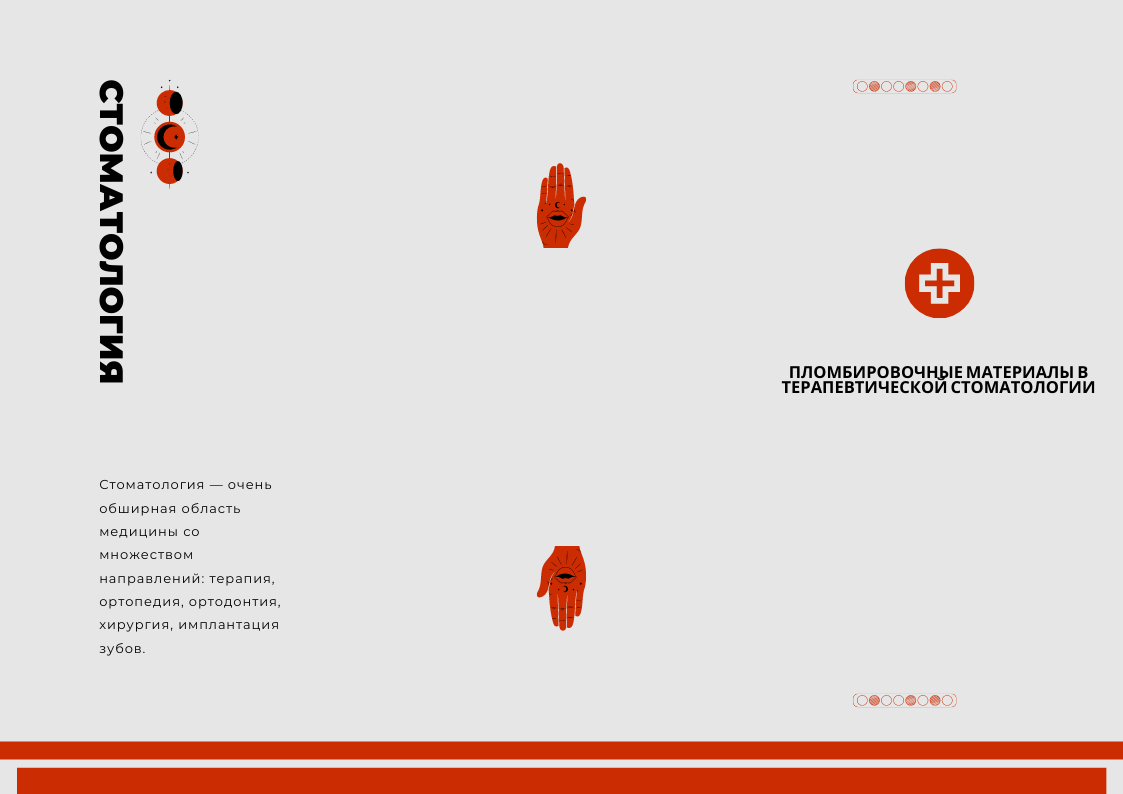 СТОМАТОЛОГИЯ
Стоматология — очень
обширная область
медицины со
множеством
направлений: терапия,
ортопедия, ортодонтия,
хирургия, имплантация
зубов.
ПЛОМБИРОВОЧНЫЕ МАТЕРИАЛЫ В
ТЕРАПЕВТИЧЕСКОЙ СТОМАТОЛОГИИ